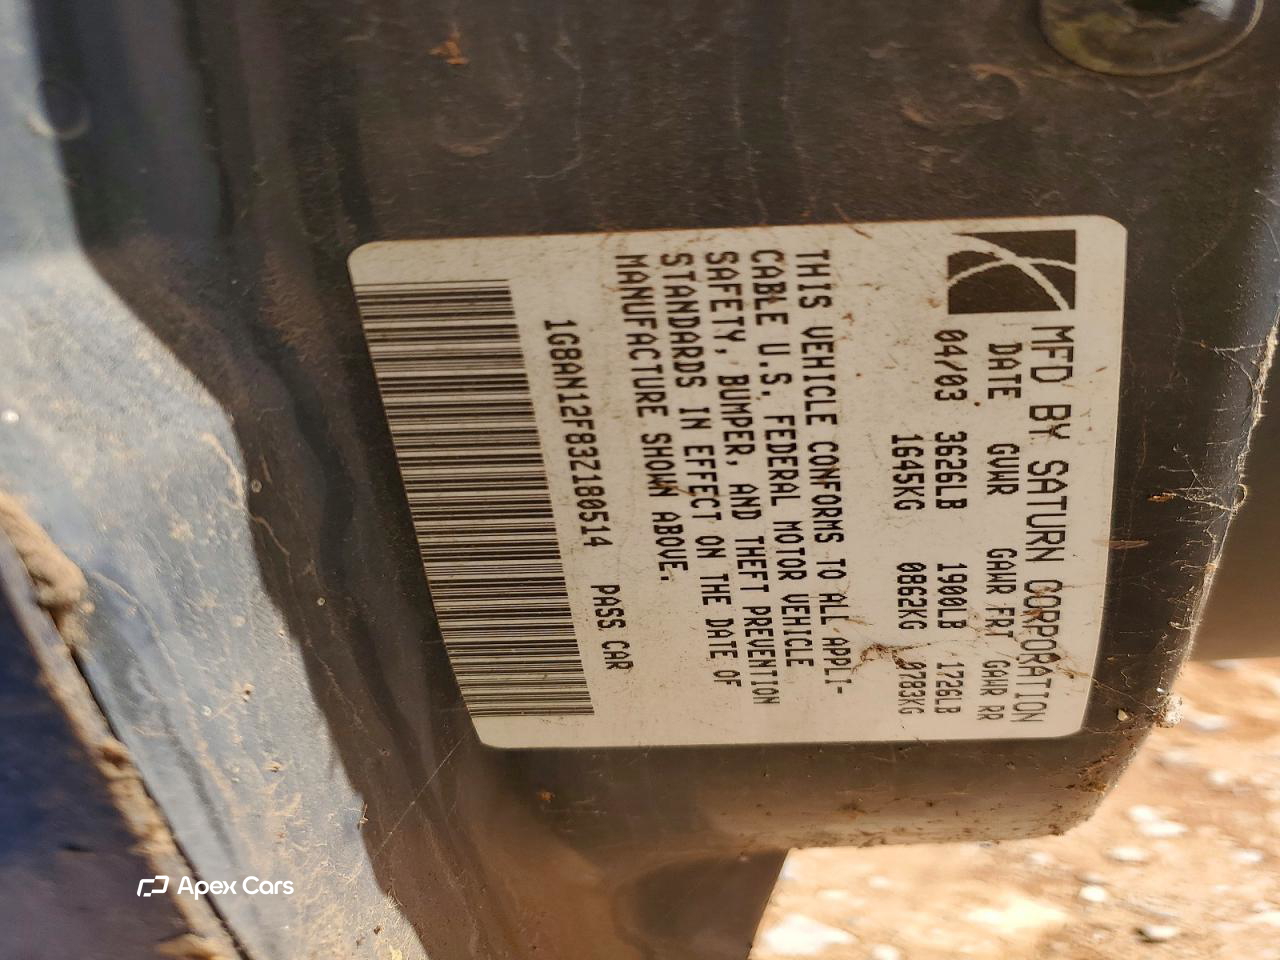 MFD BY SATURN CORPORATION
DATE GVWR GAWR FRT GAWR RR
04/03 3626LB 1900LB 1726LB
1645KG 0862KG 0783KG
THIS VEHICLE CONFORMS TO ALL APPLI-
CABLE U.S. FEDERAL MOTOR VEHICLE
SAFETY, BUMPER, AND THEFT PREVENTION
STANDARDS IN EFFECT ON THE DATE OF
MANUFACTURE SHOWN ABOVE.
1G8AN12F83Z180514 PASS CAR
Apex Cars